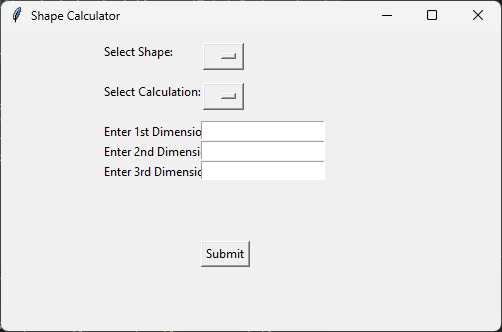 Shape Calculator
Select Shape:
Select Calculation:
Enter 1st Dimensio
Enter 2nd Dimensi
Enter 3rd Dimensio
Submit